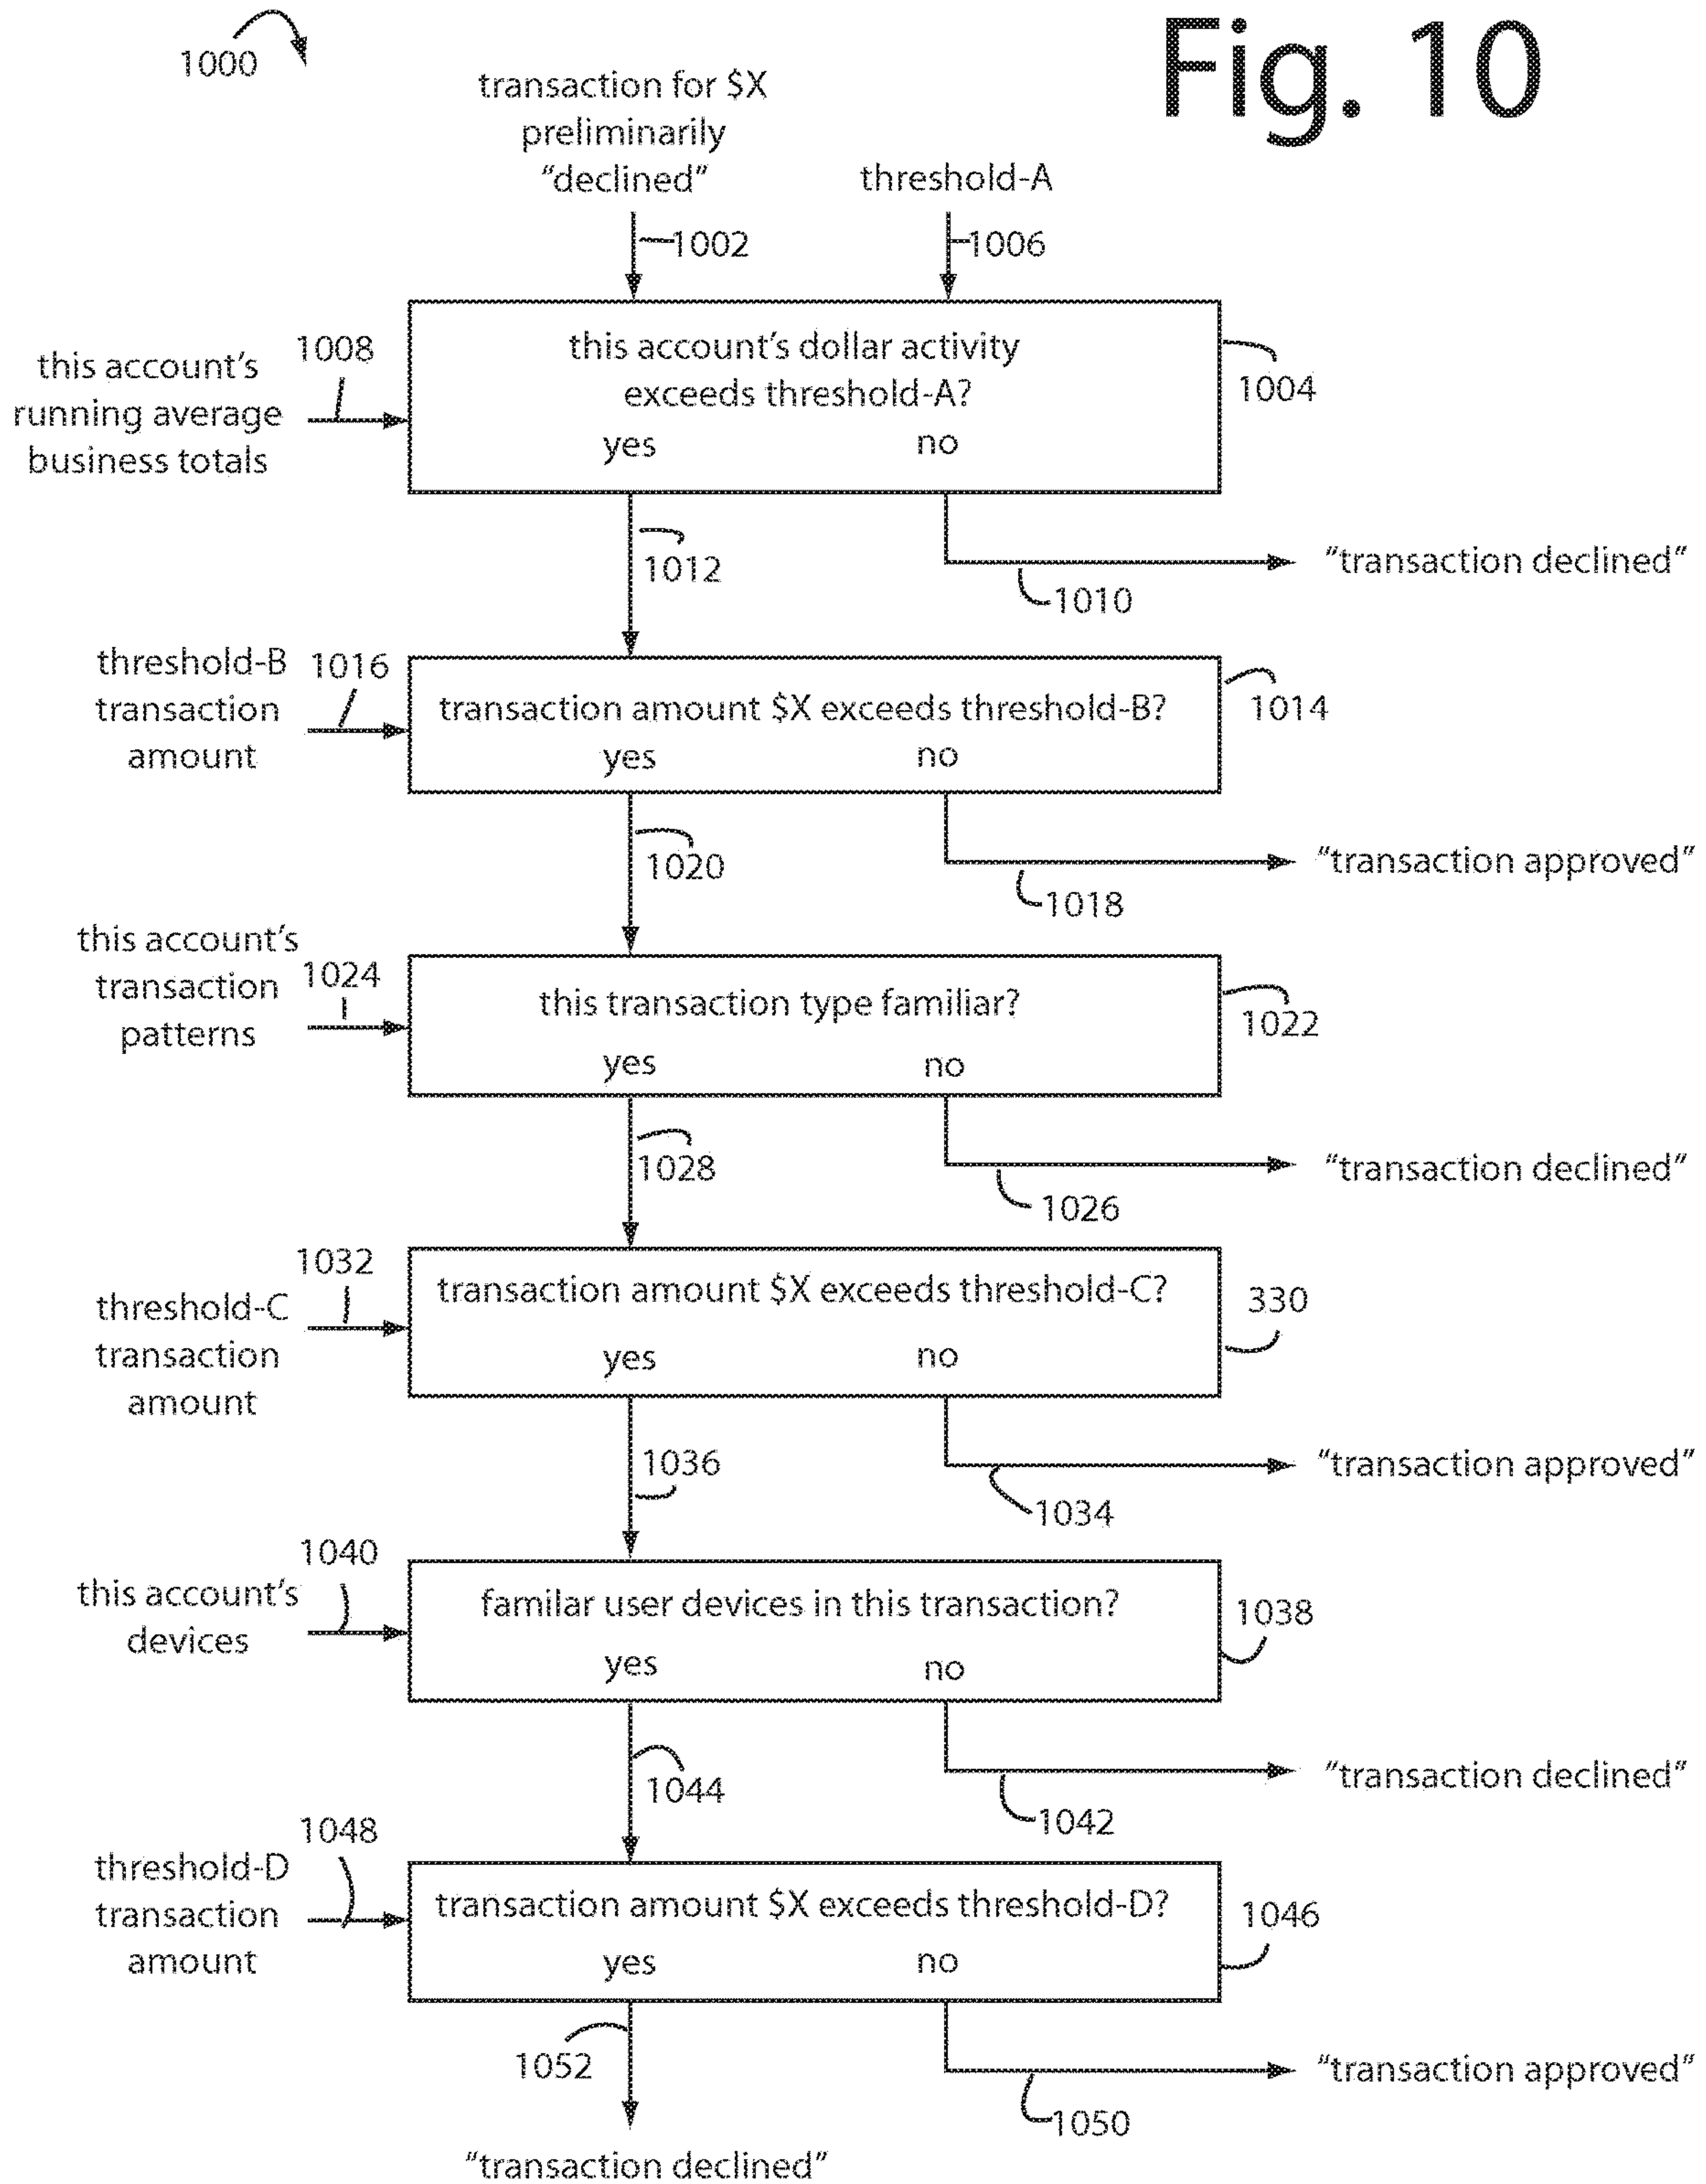 Fig. 10
1000
transaction for $X
preliminarily
“declined”
threshold-A
1002
1006
this account’s
running average
business totals
1008
this account’s dollar activity
exceeds threshold-A?
yes no
1004
1012
“transaction declined”
1010
threshold-B
transaction
amount
1016
transaction amount $X exceeds threshold-B?
yes no
1014
1020
“transaction approved”
1018
this account’s
transaction
patterns
1024
this transaction type familiar?
yes no
1022
1028
“transaction declined”
1026
threshold-C
transaction
amount
1032
transaction amount $X exceeds threshold-C?
yes no
330
1036
“transaction approved”
1034
this account’s
devices
1040
familar user devices in this transaction?
yes no
1038
1044
“transaction declined”
1042
threshold-D
transaction
amount
1048
transaction amount $X exceeds threshold-D?
yes no
1046
1052
“transaction approved”
1050
“transaction declined”